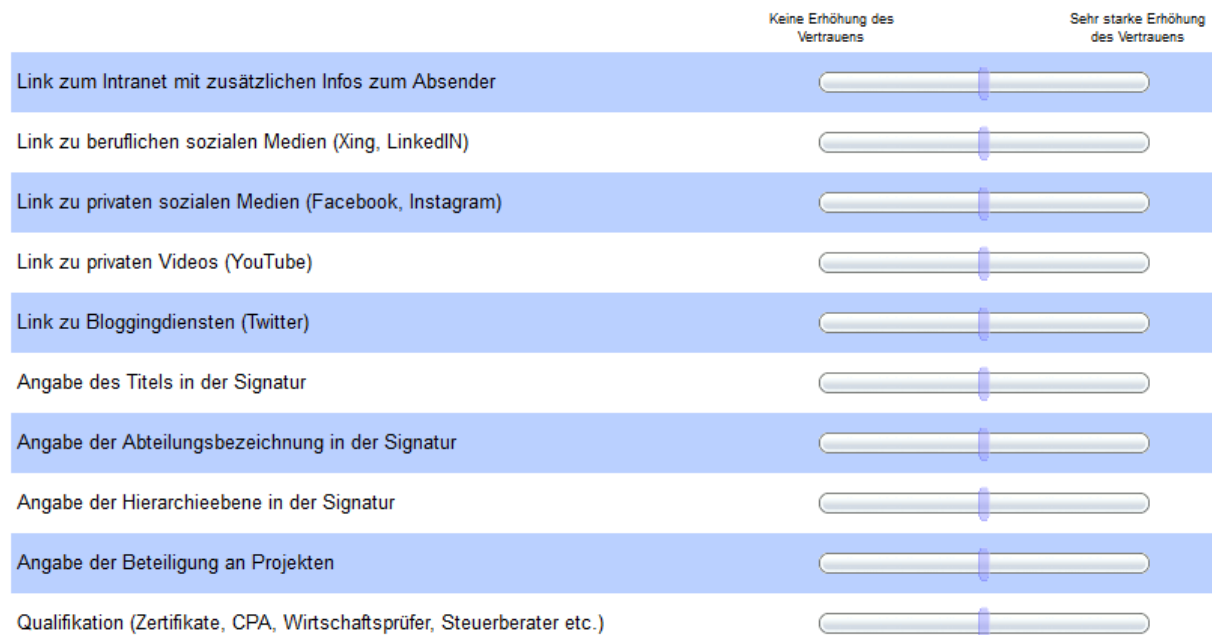 Keine Erhöhung des Vertrauens
Sehr starke Erhöhung des Vertrauens
Link zum Intranet mit zusätzlichen Infos zum Absender
Link zu beruflichen sozialen Medien (Xing, LinkedIN)
Link zu privaten sozialen Medien (Facebook, Instagram)
Link zu privaten Videos (YouTube)
Link zu Bloggingdiensten (Twitter)
Angabe des Titels in der Signatur
Angabe der Abteilungsbezeichnung in der Signatur
Angabe der Hierarchieebene in der Signatur
Angabe der Beteiligung an Projekten
Qualifikation (Zertifikate, CPA, Wirtschaftsprüfer, Steuerberater etc.)